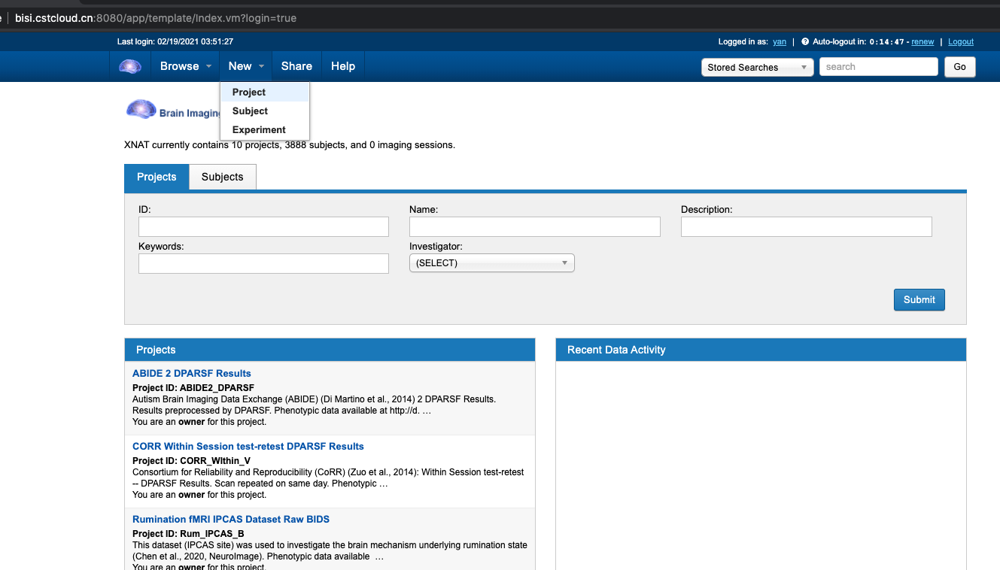 bisi.cstcloud.cn:8080/app/template/Index.vm?login=true
Last login: 02/19/2021 03:51:27
Logged in as: yan | Auto-logout in: 0:14:47 - renew | Logout
Browse New Share Help
Stored Searches search Go
Project
Subject
Experiment
Brain Imaging
XNAT currently contains 10 projects, 3888 subjects, and 0 imaging sessions.
Projects Subjects
ID: Name: Description:
Keywords: Investigator:
(SELECT)
Submit
Projects
ABIDE 2 DPARSF Results
Project ID: ABIDE2_DPARSF
Autism Brain Imaging Data Exchange (ABIDE) (Di Martino et al., 2014) 2 DPARSF Results.
Results preprocessed by DPARSF. Phenotypic data available at http://d. …
You are an owner for this project.
CORR Within Session test-retest DPARSF Results
Project ID: CORR_WIthin_V
Consortium for Reliability and Reproducibility (CoRR) (Zuo et al., 2014): Within Session test-retest
-- DPARSF Results. Scan repeated on same day. Phenotypic …
You are an owner for this project.
Rumination fMRI IPCAS Dataset Raw BIDS
Project ID: Rum_IPCAS_B
This dataset (IPCAS site) was used to investigate the brain mechanism underlying rumination state
(Chen et al., 2020, NeuroImage). Phenotypic data available …
You are an owner for this project.
Recent Data Activity